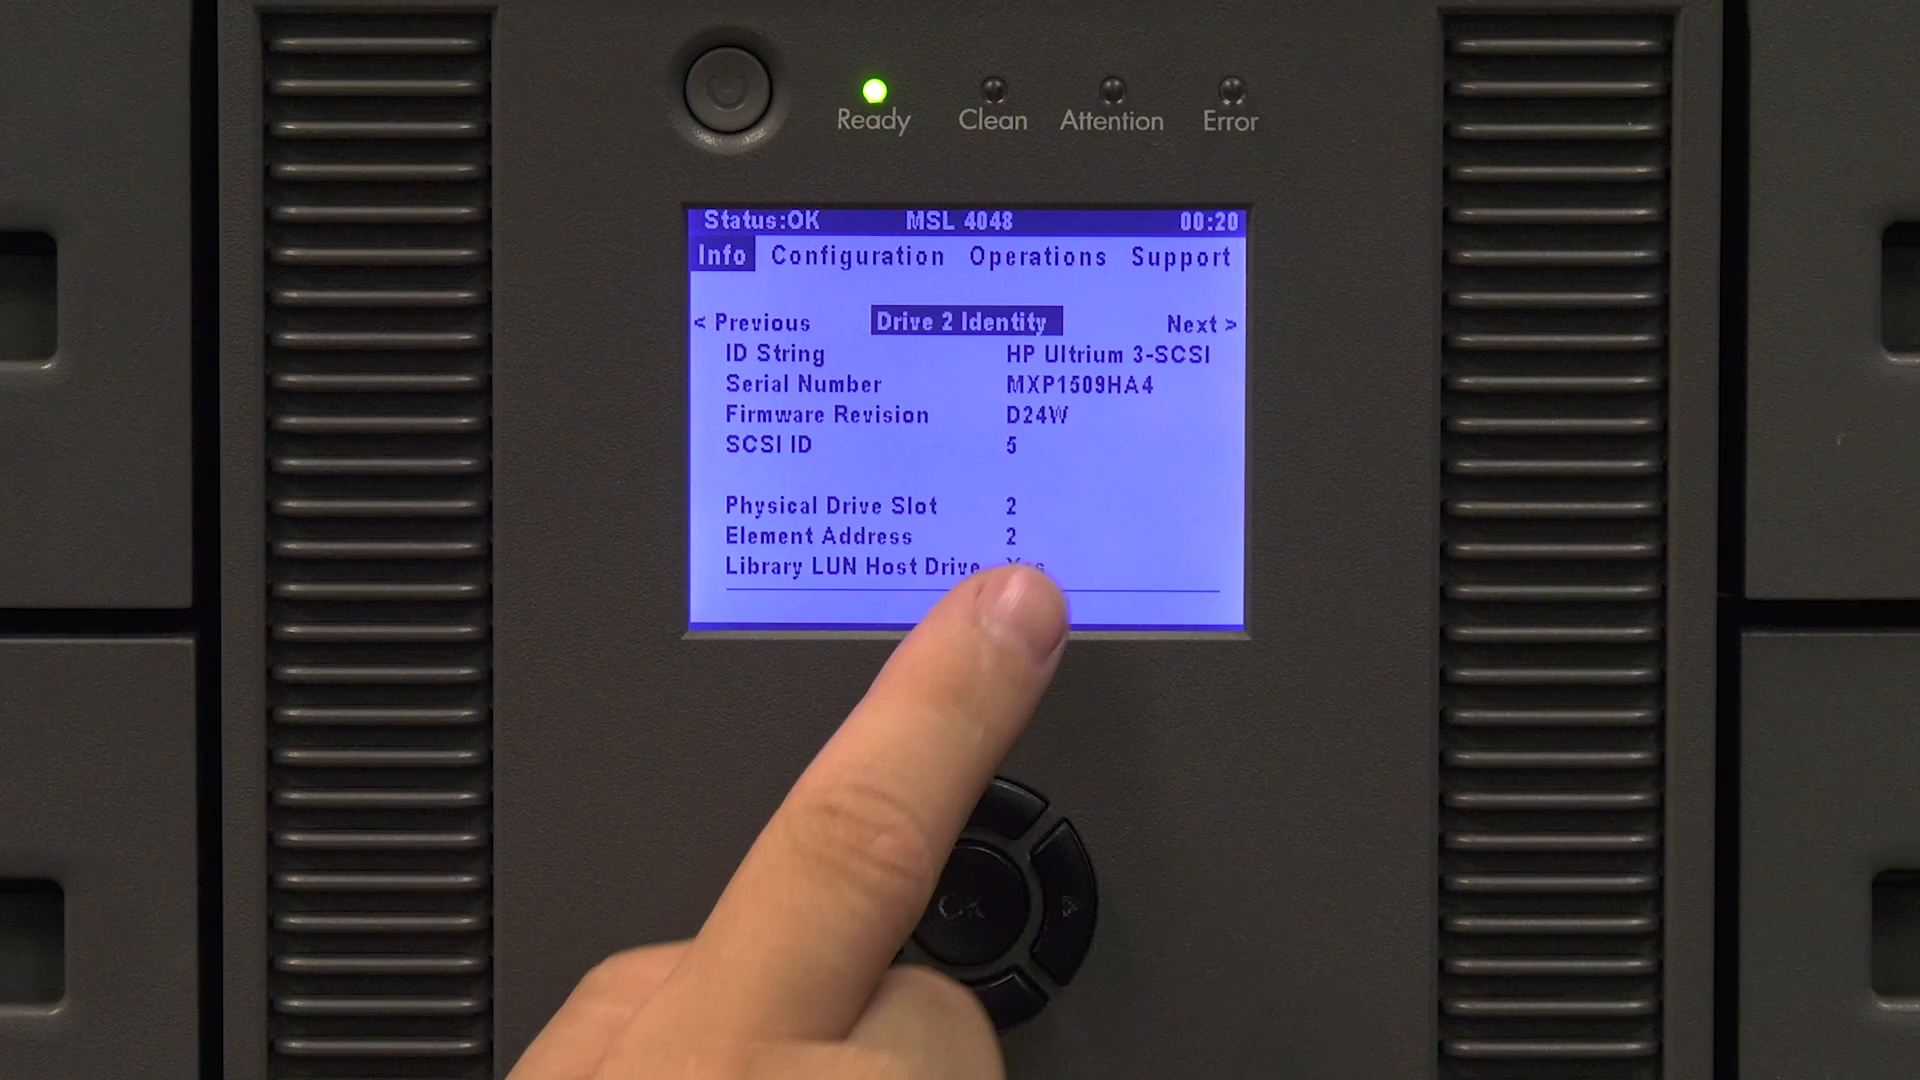 Ready Clean Attention Error
Status:OK MSL 4048 00:20
Info Configuration Operations Support
< Previous Drive 2 Identity Next >
ID String HP Ultrium 3-SCSI
Serial Number MXP1509HA4
Firmware Revision D24W
SCSI ID 5
Physical Drive Slot 2
Element Address 2
Library LUN Host Drive Yes
OK